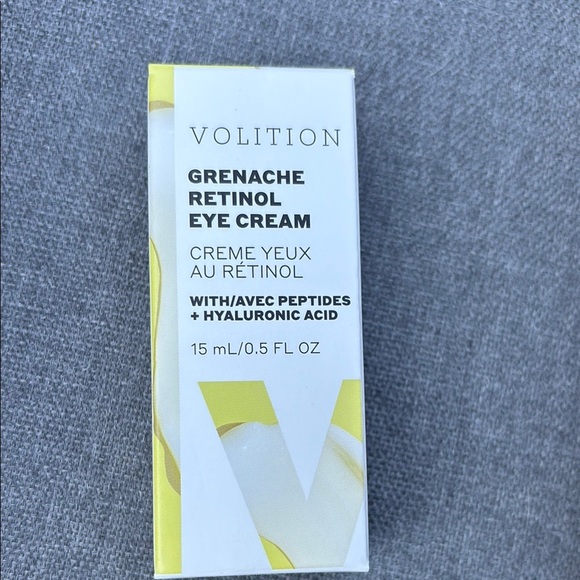 VOLITION
GRENACHE
RETINOL
EYE CREAM
CREME YEUX
AU RÉTINOL
WITH/AVEC PEPTIDES
+ HYALURONIC ACID
15 mL/0.5 FL OZ
V